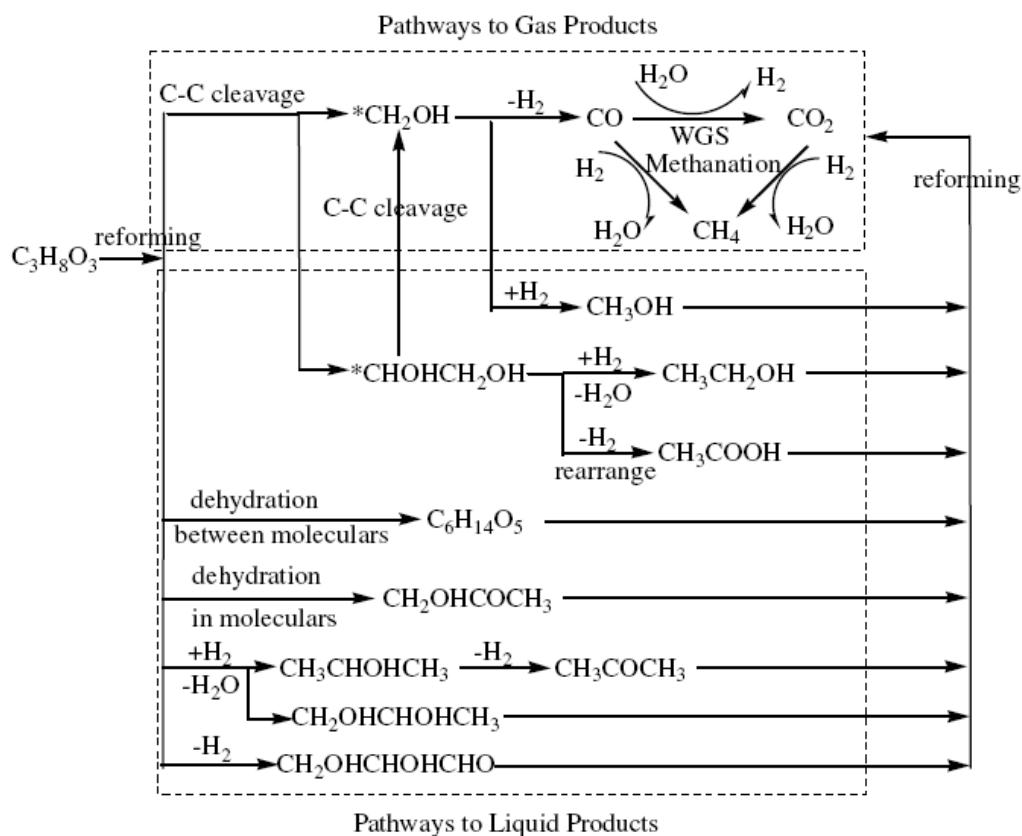 Pathways to Gas Products
C-C cleavage
*CH₂OH
-H₂
CO
H₂O
H₂
WGS
CO₂
Methanation
H₂
H₂
H₂O
CH₄
H₂O
reforming
C-C cleavage
C₃H₈O₃
reforming
+H₂
CH₃OH
*CHOHCH₂OH
+H₂
-H₂O
CH₃CH₂OH
-H₂
rearrange
CH₃COOH
dehydration
between moleculars
C₆H₁₄O₅
dehydration
in moleculars
CH₂OHCOCH₃
+H₂
-H₂O
CH₃CHOHCH₃
-H₂
CH₃COCH₃
CH₂OHCHOHCH₃
-H₂
CH₂OHCHOHCHO
Pathways to Liquid Products